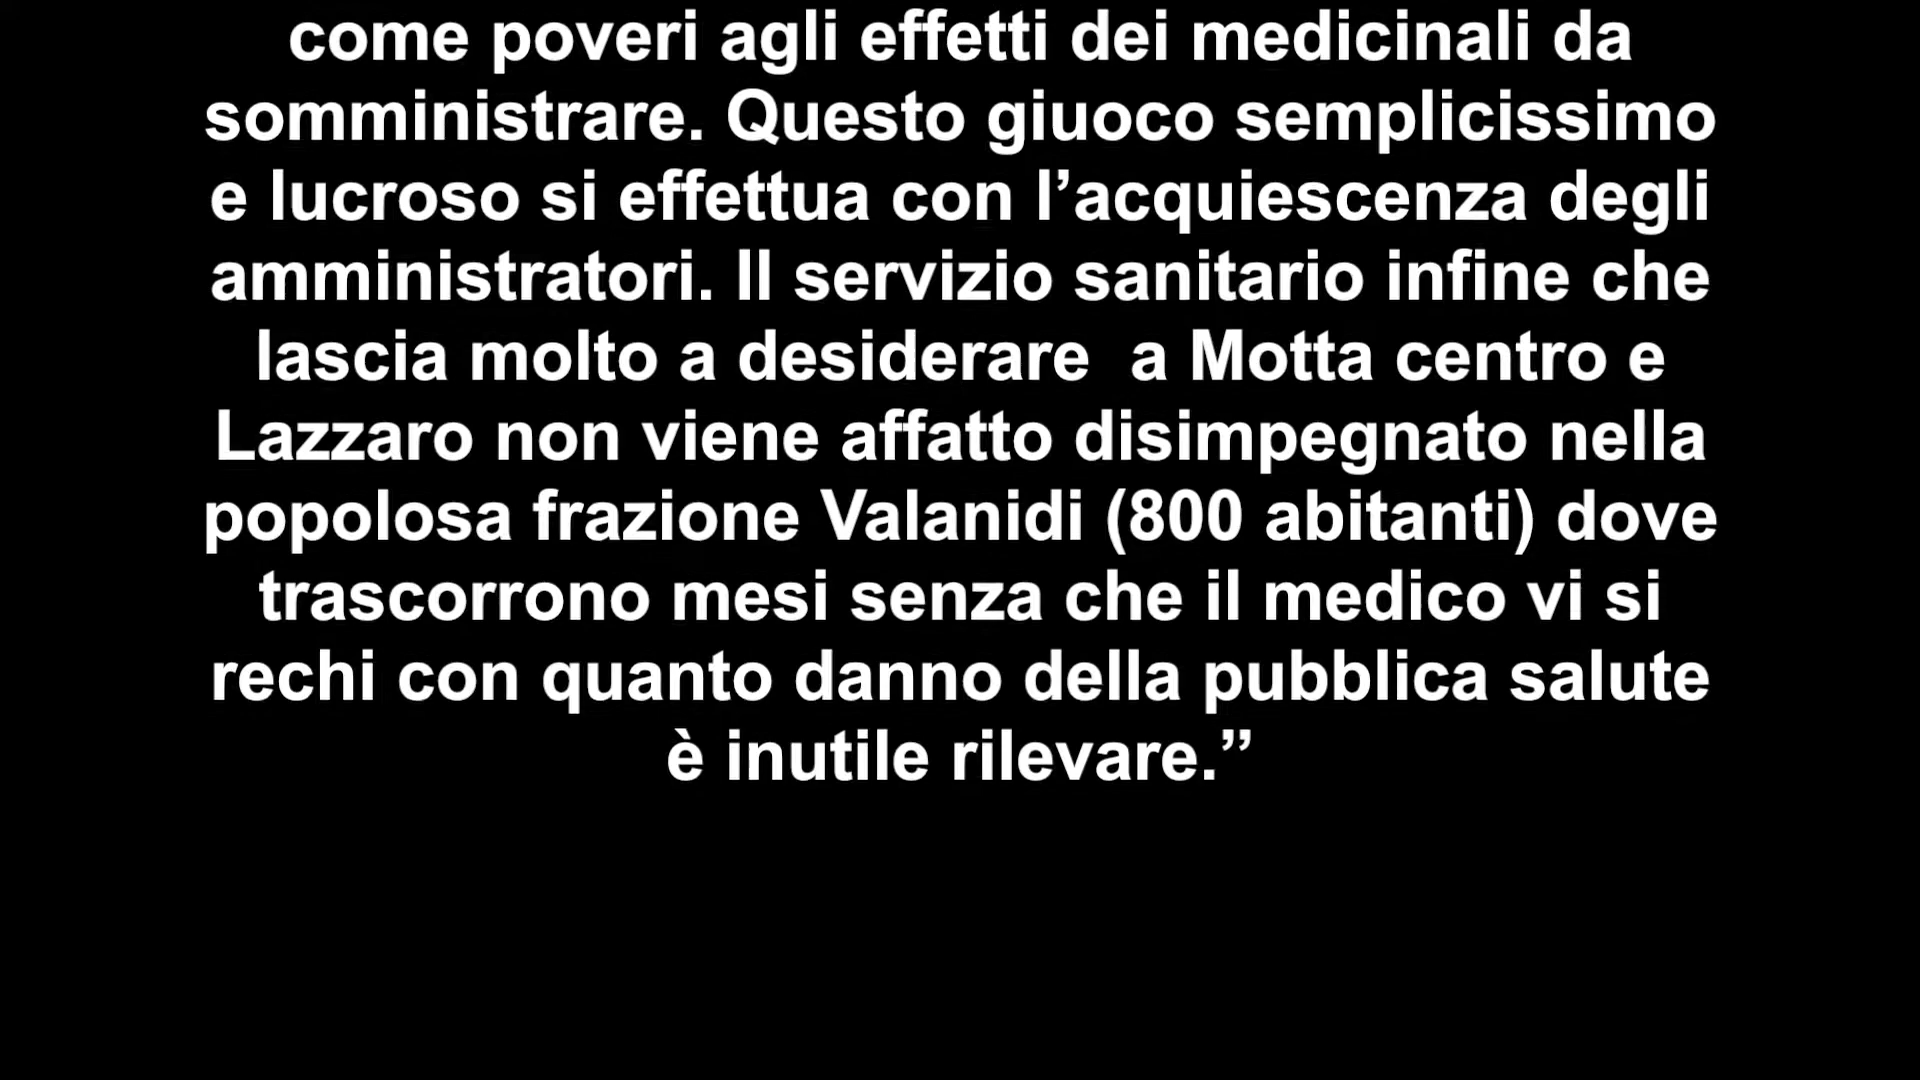 come poveri agli effetti dei medicinali da
somministrare. Questo giuoco semplicissimo
e lucroso si effettua con l’acquiescenza degli
amministratori. Il servizio sanitario infine che
lascia molto a desiderare  a Motta centro e
Lazzaro non viene affatto disimpegnato nella
popolosa frazione Valanidi (800 abitanti) dove
trascorrono mesi senza che il medico vi si
rechi con quanto danno della pubblica salute
è inutile rilevare.”